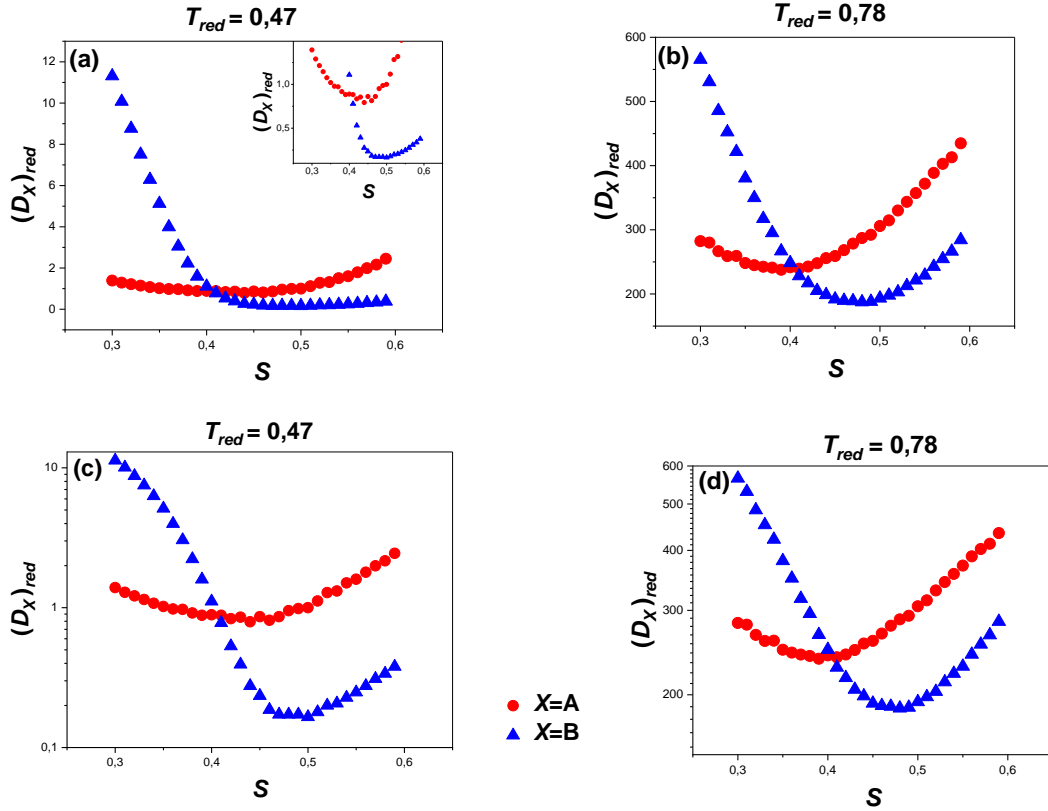 T_red = 0,47
(a)
12
10
8
6
4
2
0
(D_X)_red
0,3
0,4
0,5
0,6
S
1,0
0,5
(D_X)_red
0,3
0,4
0,5
0,6
S
T_red = 0,78
(b)
600
500
400
300
200
(D_X)_red
0,3
0,4
0,5
0,6
S
T_red = 0,47
(c)
10
1
0,1
(D_X)_red
0,3
0,4
0,5
0,6
S
X=A
X=B
T_red = 0,78
(d)
600
500
400
300
200
(D_X)_red
0,3
0,4
0,5
0,6
S